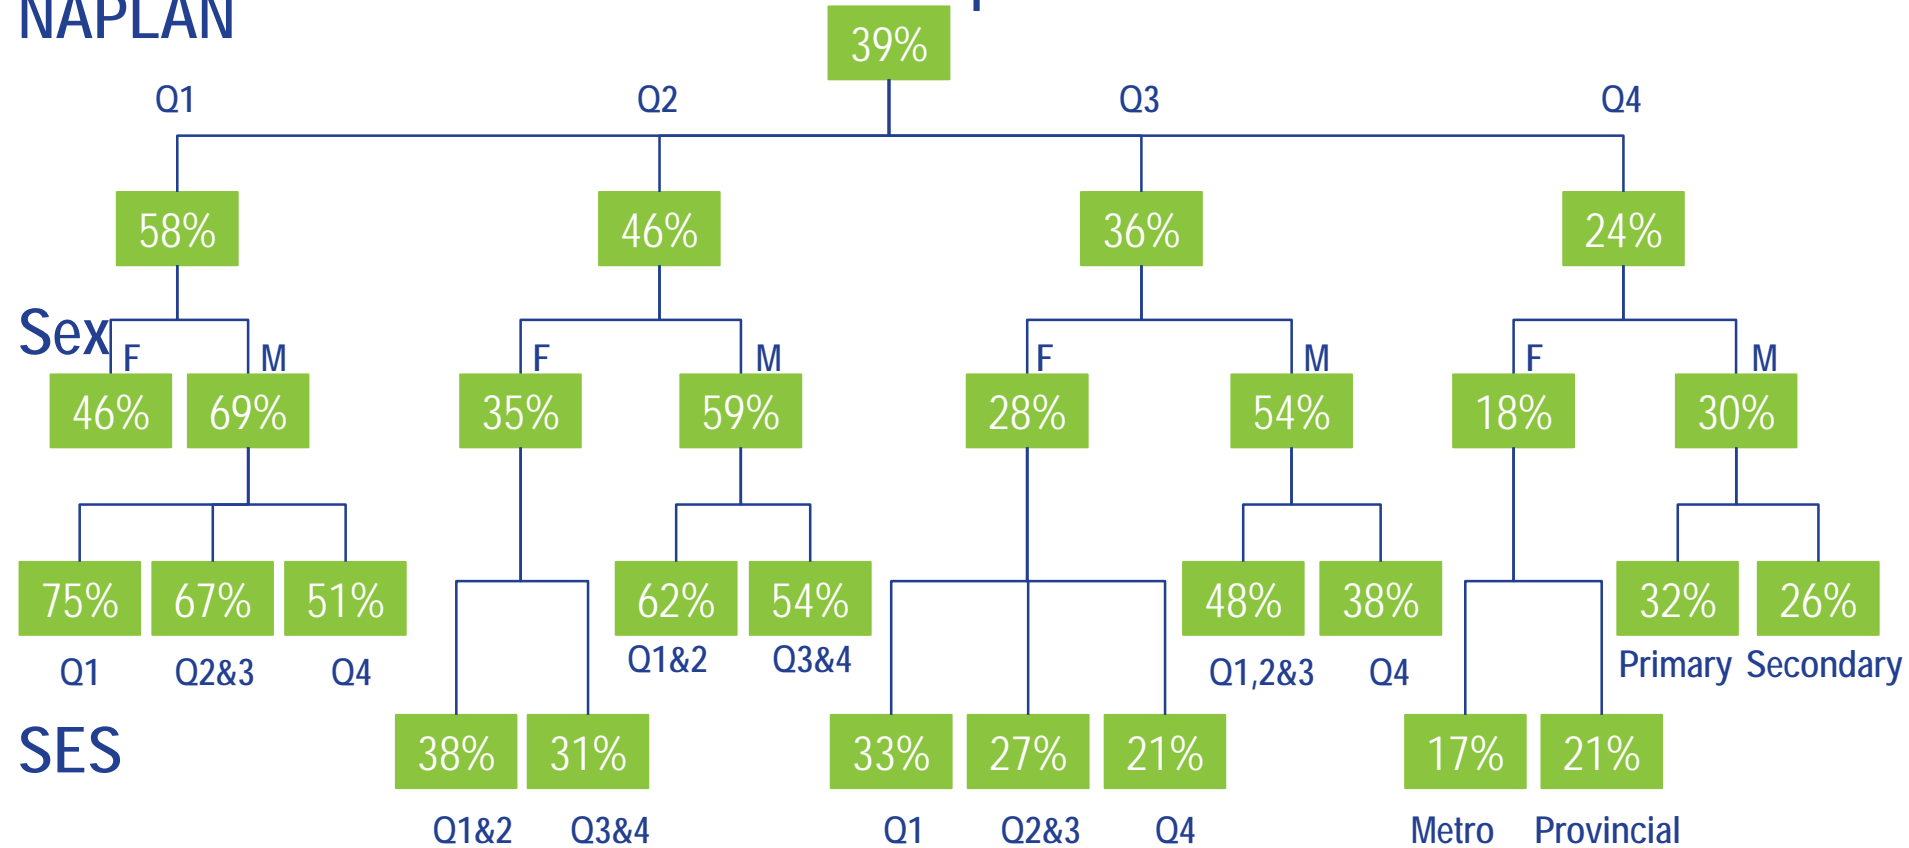 NAPLAN
39%
Q1 Q2 Q3 Q4
58% 46% 36% 24%
Sex
F M F M F M F M
46% 69% 35% 59% 28% 54% 18% 30%
75% 67% 51% 62% 54% 48% 38% 32% 26%
Q1 Q2&3 Q4 Q1&2 Q3&4 Q1,2&3 Q4 Primary Secondary
SES
38% 31% 33% 27% 21% 17% 21%
Q1&2 Q3&4 Q1 Q2&3 Q4 Metro Provincial